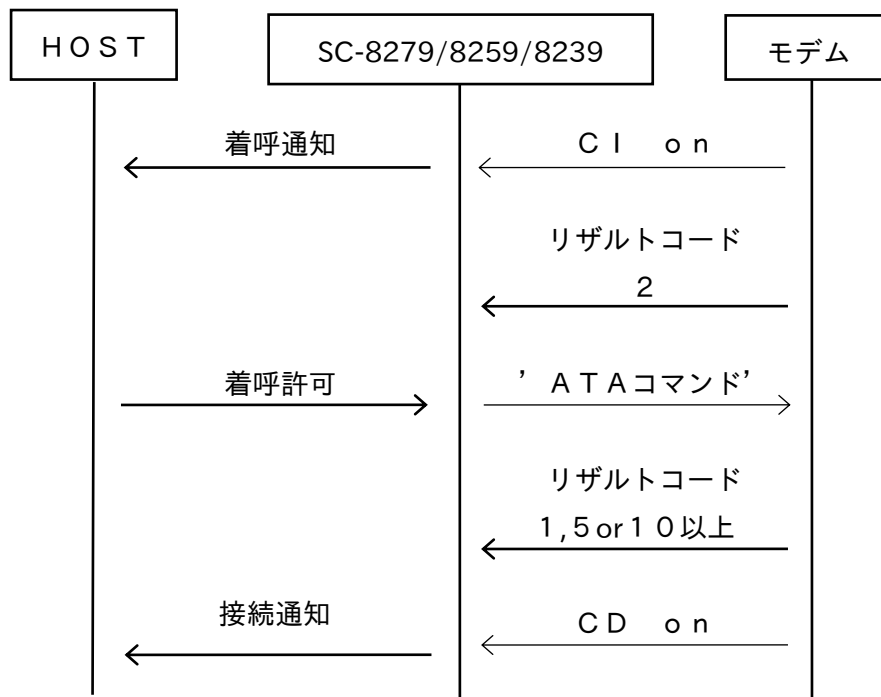 ＨＯＳＴ
SC-8279/8259/8239
モデム
着呼通知
ＣＩ　ｏｎ
リザルトコード
２
着呼許可
’ＡＴＡコマンド’
リザルトコード
１,５or１０以上
接続通知
ＣＤ　ｏｎ